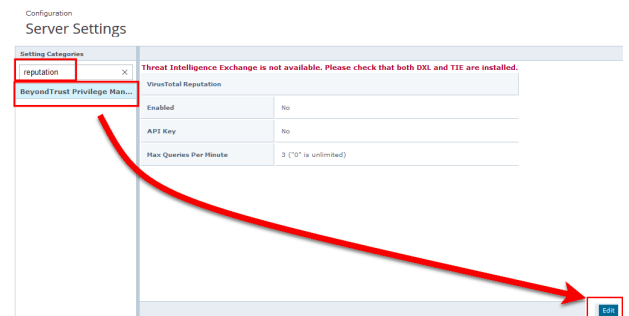 Configuration
Server Settings
Setting Categories
reputation ×
BeyondTrust Privilege Man...
Threat Intelligence Exchange is not available. Please check that both DXL and TIE are installed.
VirusTotal Reputation
Enabled No
API Key No
Max Queries Per Minute 3 ("0" is unlimited)
Edit